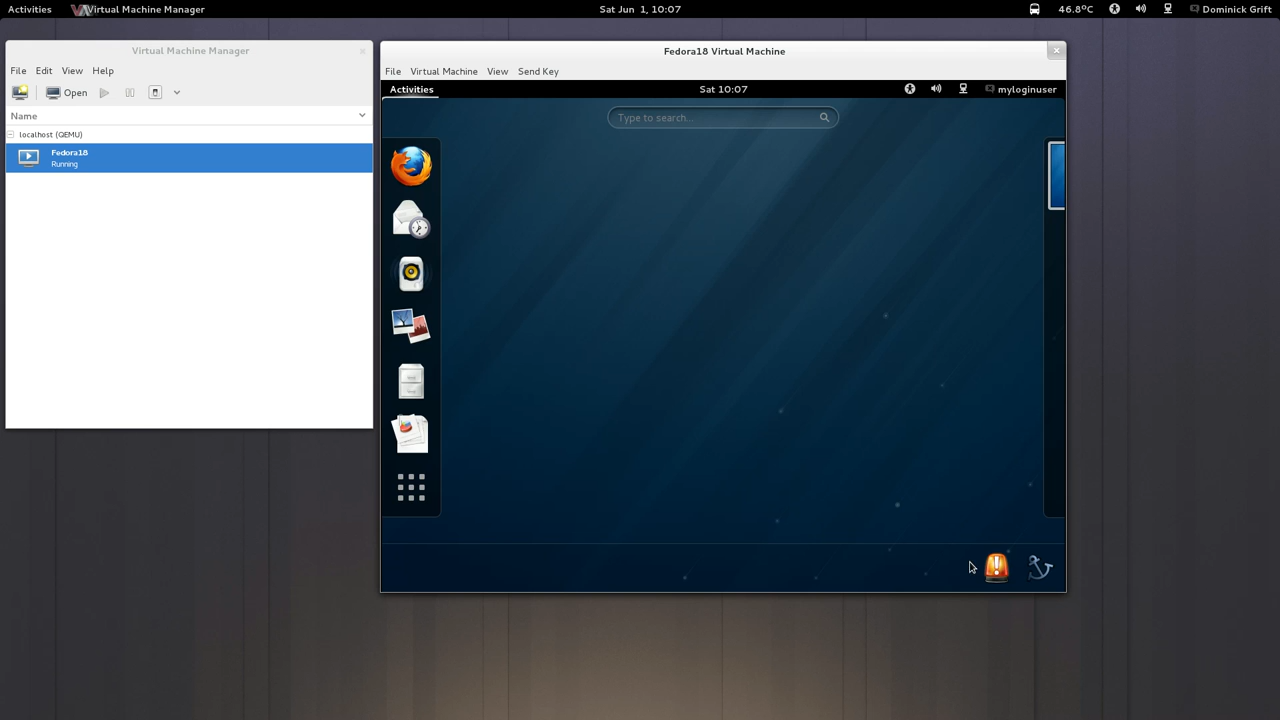 Activities
Virtual Machine Manager
Sat Jun 1, 10:07
46.8ºC
Dominick Grift
Virtual Machine Manager
File Edit View Help
Open
Name
localhost (QEMU)
Fedora18
Running
Fedora18 Virtual Machine
File Virtual Machine View Send Key
Activities
Sat 10:07
myloginuser
Type to search...